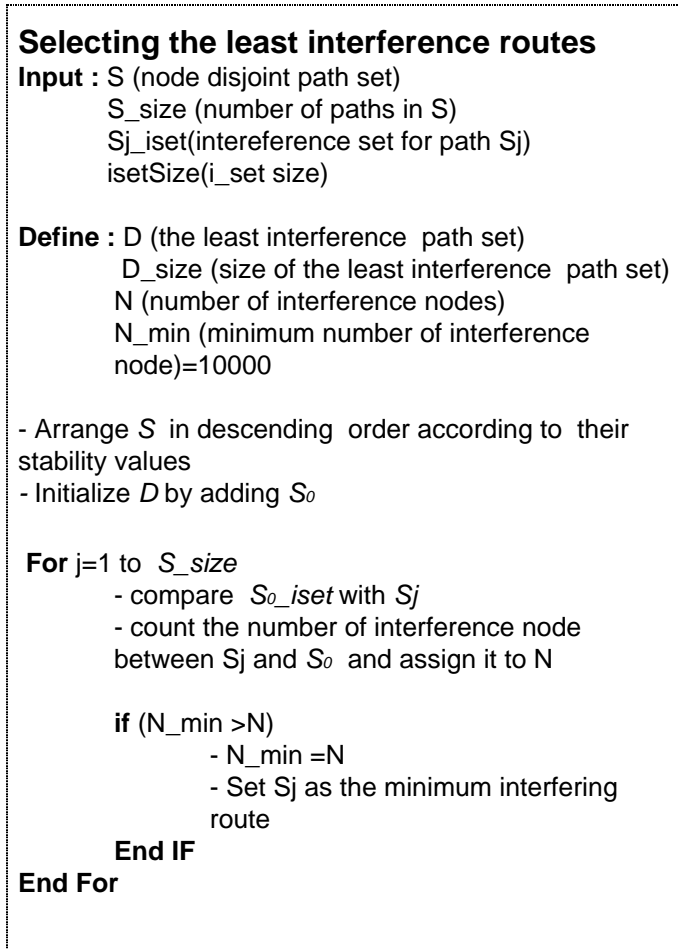 Selecting the least interference routes
Input : S (node disjoint path set)
S_size (number of paths in S)
Sj_iset(intereference set for path Sj)
isetSize(i_set size)
Define : D (the least interference path set)
D_size (size of the least interference path set)
N (number of interference nodes)
N_min (minimum number of interference
node)=10000
- Arrange S in descending order according to their
stability values
- Initialize D by adding S0
For j=1 to S_size
- compare S0_iset with Sj
- count the number of interference node
between Sj and S0 and assign it to N
if (N_min >N)
- N_min =N
- Set Sj as the minimum interfering
route
End IF
End For